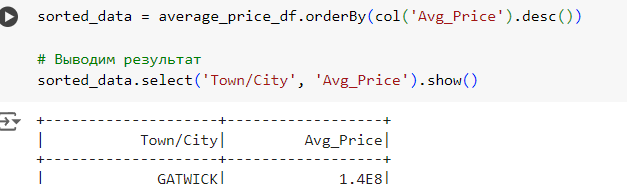 sorted_data = average_price_df.orderBy(col('Avg_Price').desc())
# Выводим результат
sorted_data.select('Town/City', 'Avg_Price').show()
+--------------------+------------------+
|           Town/City|         Avg_Price|
+--------------------+------------------+
|             GATWICK|             1.4E8|